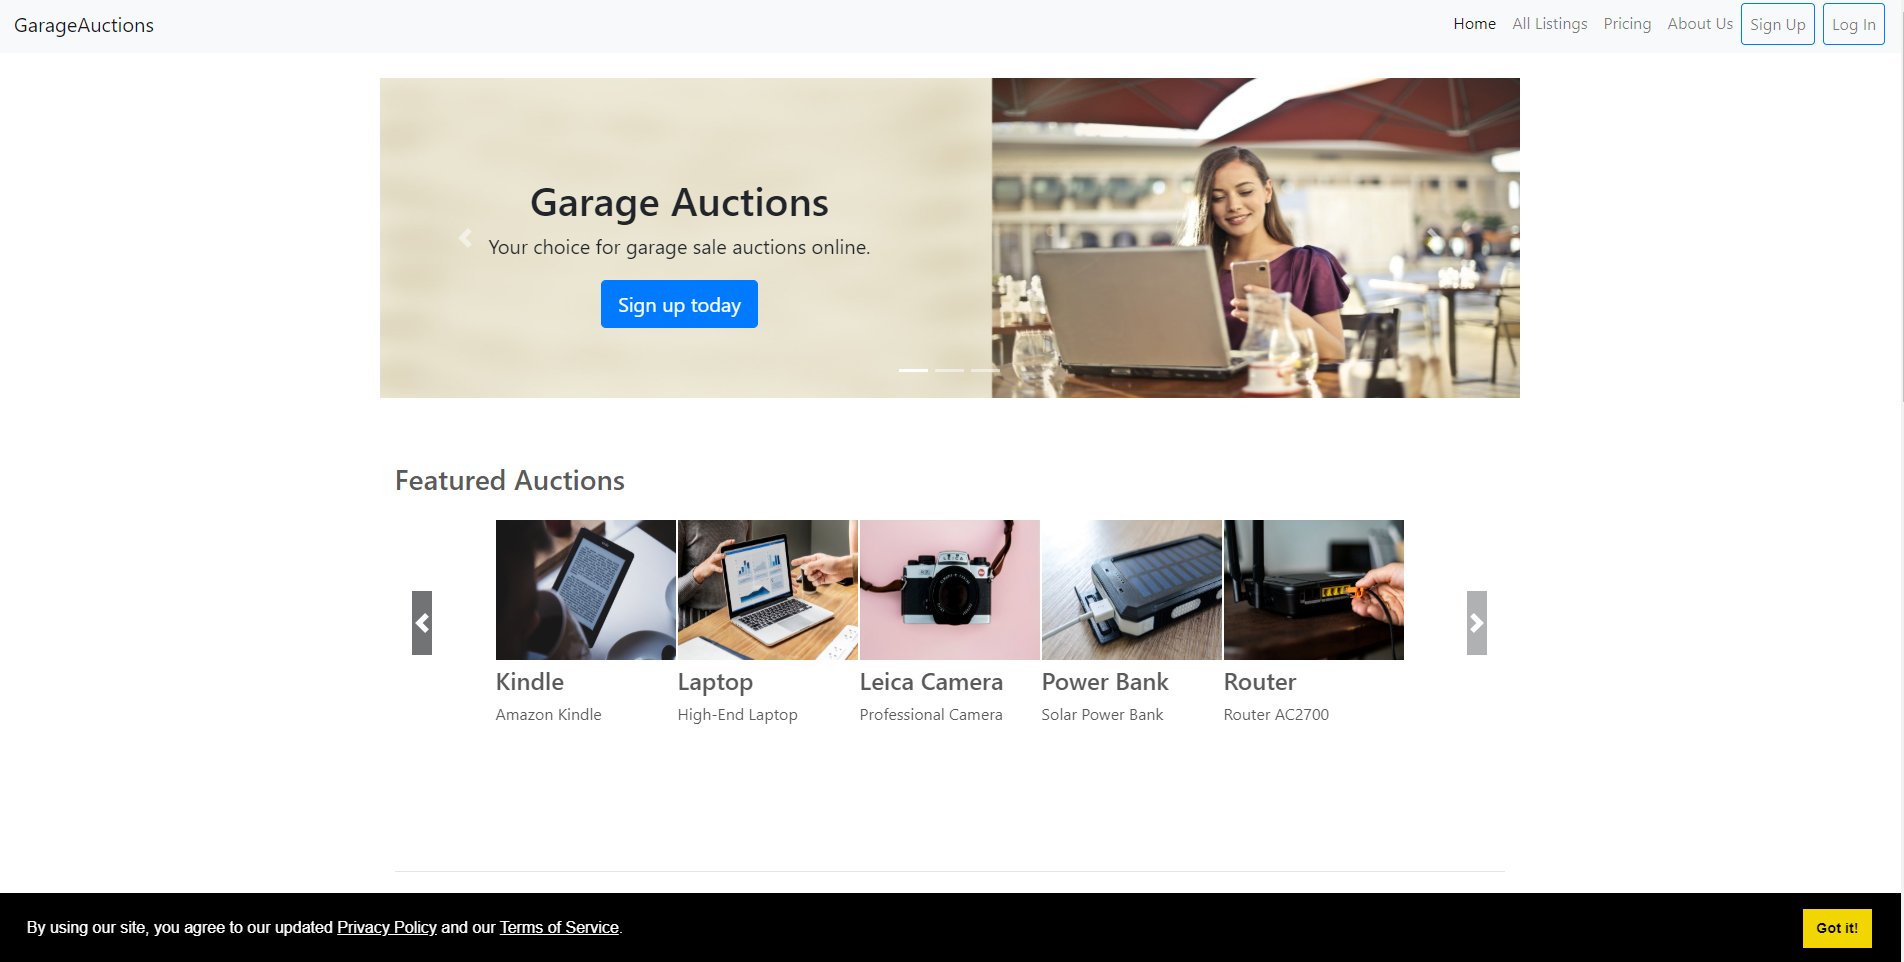 GarageAuctions
Home All Listings Pricing About Us Sign Up Log In
Garage Auctions
Your choice for garage sale auctions online.
Sign up today
Featured Auctions
LEICA
Kindle Laptop Leica Camera Power Bank Router
Amazon Kindle High-End Laptop Professional Camera Solar Power Bank Router AC2700
By using our site, you agree to our updated Privacy Policy and our Terms of Service.
Got it!